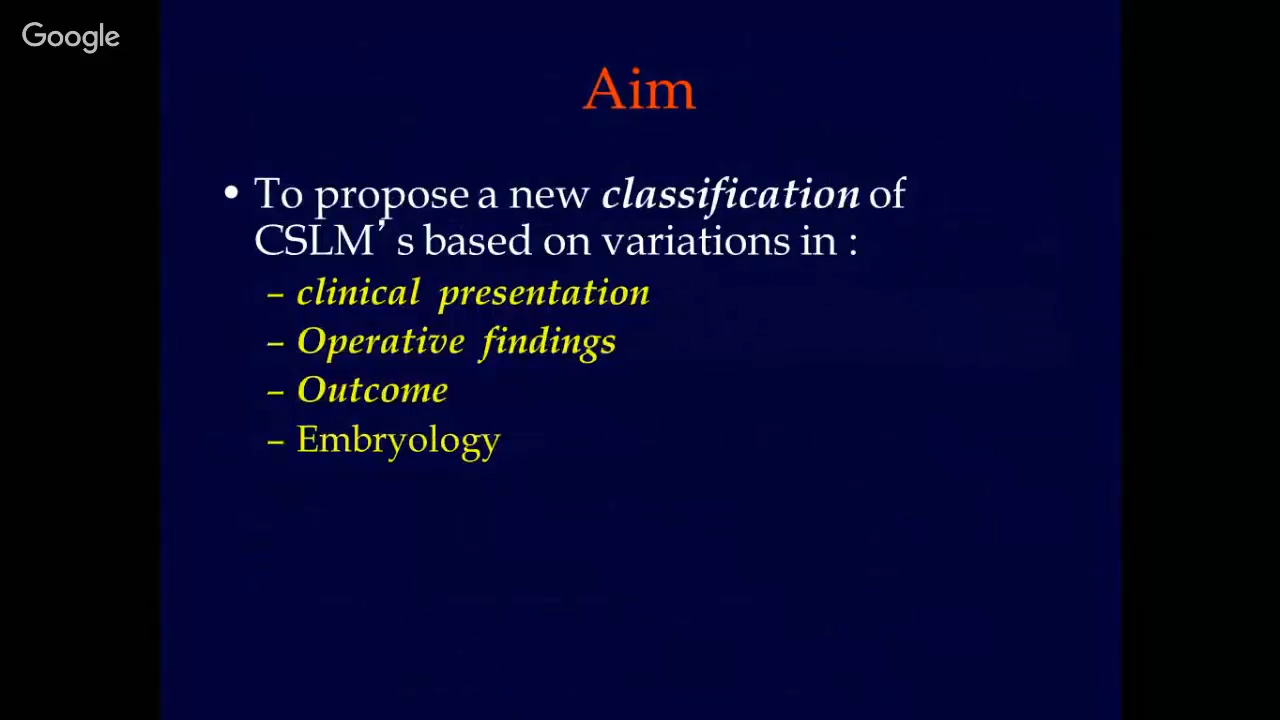 Google
Aim
• To propose a new classification of
CSLM’ s based on variations in :
– clinical presentation
– Operative findings
– Outcome
– Embryology